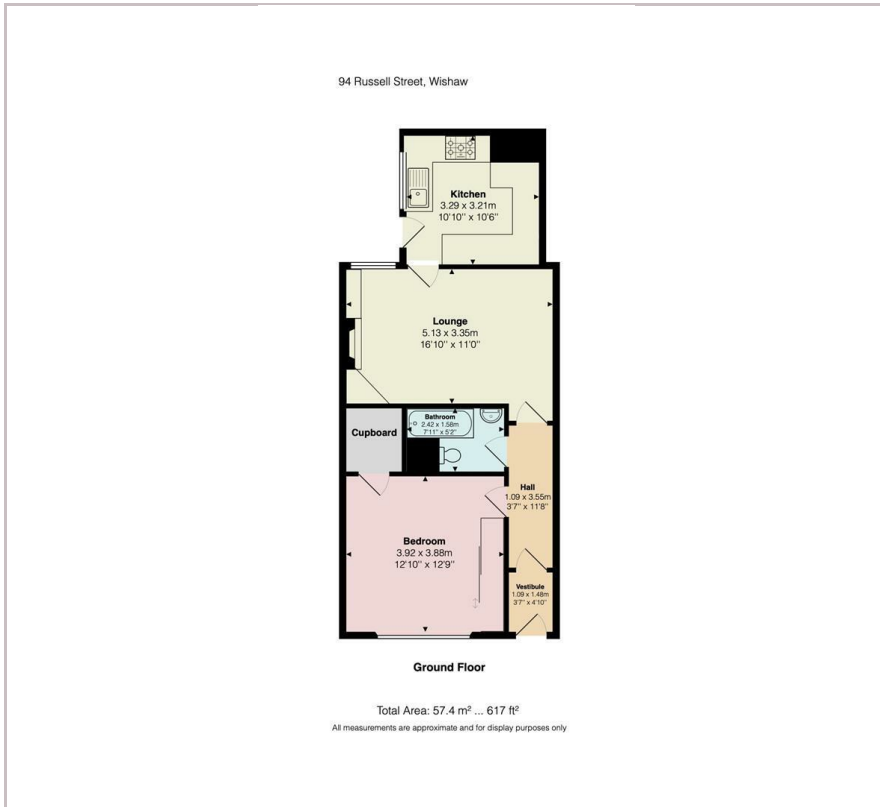 94 Russell Street, Wishaw
Kitchen
3.29 x 3.21m
10'10'' x 10'6''
Lounge
5.13 x 3.35m
16'10'' x 11'0''
Bathroom
2.42 x 1.58m
7'11'' x 5'2''
Cupboard
Hall
1.09 x 3.55m
3'7'' x 11'8''
Bedroom
3.92 x 3.88m
12'10'' x 12'9''
Vestibule
1.09 x 1.48m
3'7'' x 4'10''
Ground Floor
Total Area: 57.4 m² ... 617 ft²
All measurements are approximate and for display purposes only